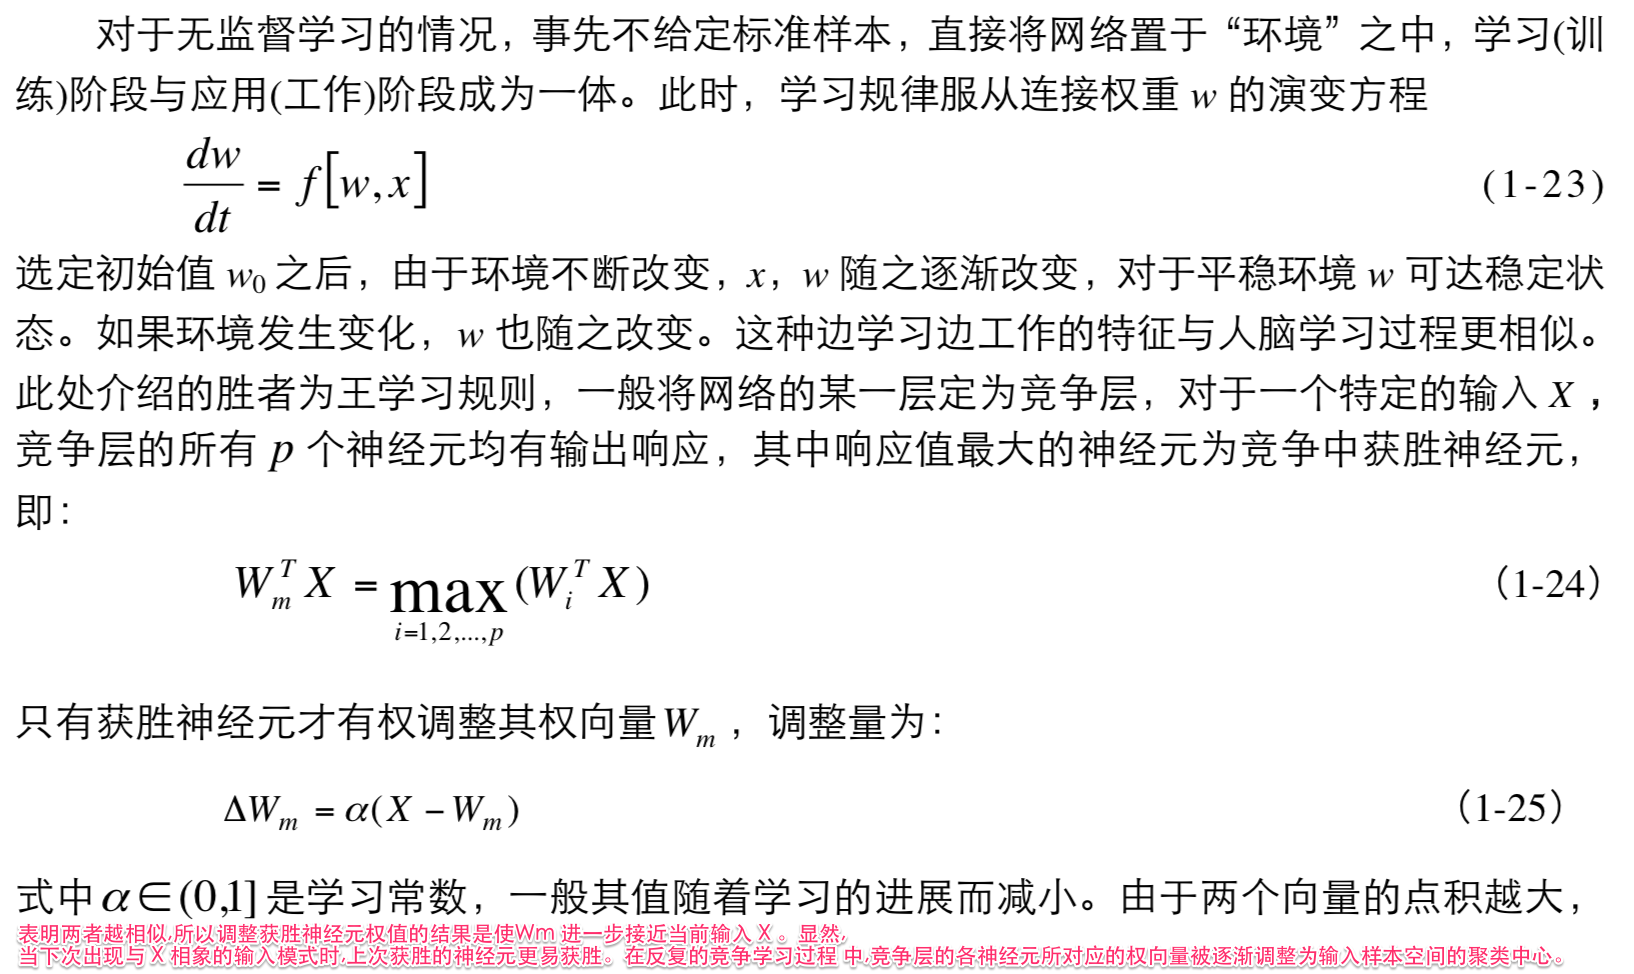 对于无监督学习的情况，事先不给定标准样本，直接将网络置于“环境”之中，学习(训
练)阶段与应用(工作)阶段成为一体。此时，学习规律服从连接权重 w 的演变方程
dw/dt = f[w,x] (1-23)
选定初始值 w₀ 之后，由于环境不断改变，x，w 随之逐渐改变，对于平稳环境 w 可达稳定状
态。如果环境发生变化，w 也随之改变。这种边学习边工作的特征与人脑学习过程更相似。
此处介绍的胜者为王学习规则，一般将网络的某一层定为竞争层，对于一个特定的输入 X，
竞争层的所有 p 个神经元均有输出响应，其中响应值最大的神经元为竞争中获胜神经元，
即：
W_m^T X = max_{i=1,2,...,p} (W_i^T X) （1-24）
只有获胜神经元才有权调整其权向量 W_m，调整量为：
ΔW_m = α(X − W_m) （1-25）
式中 α∈(0,1] 是学习常数，一般其值随着学习的进展而减小。由于两个向量的点积越大，
表明两者越相似,所以调整获胜神经元权值的结果是使Wm 进一步接近当前输入 X 。显然,
当下次出现与 X 相象的输入模式时,上次获胜的神经元更易获胜。在反复的竞争学习过程 中,竞争层的各神经元所对应的权向量被逐渐调整为输入样本空间的聚类中心。